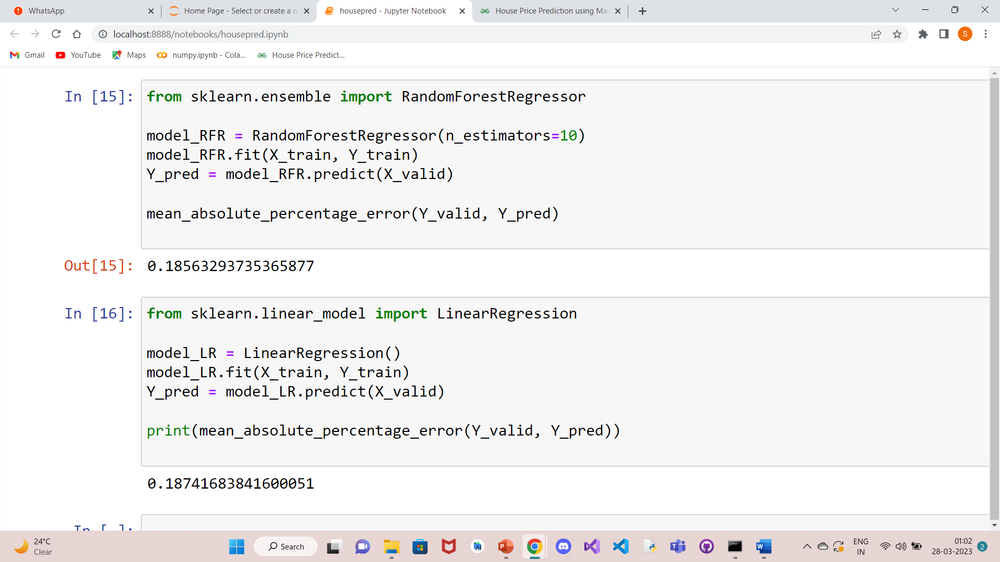 WhatsApp
Home Page - Select or create a n
housepred - Jupyter Notebook
House Price Prediction using Mac
localhost:8888/notebooks/housepred.ipynb
S
Gmail
YouTube
Maps
numpy.ipynb - Cola...
House Price Predict...
In [15]:
from sklearn.ensemble import RandomForestRegressor
model_RFR = RandomForestRegressor(n_estimators=10)
model_RFR.fit(X_train, Y_train)
Y_pred = model_RFR.predict(X_valid)
mean_absolute_percentage_error(Y_valid, Y_pred)
Out[15]:
0.18563293735365877
In [16]:
from sklearn.linear_model import LinearRegression
model_LR = LinearRegression()
model_LR.fit(X_train, Y_train)
Y_pred = model_LR.predict(X_valid)
print(mean_absolute_percentage_error(Y_valid, Y_pred))
0.18741683841600051
In [ ]:
24°C
Clear
Search
ENG
IN
01:02
28-03-2023
2